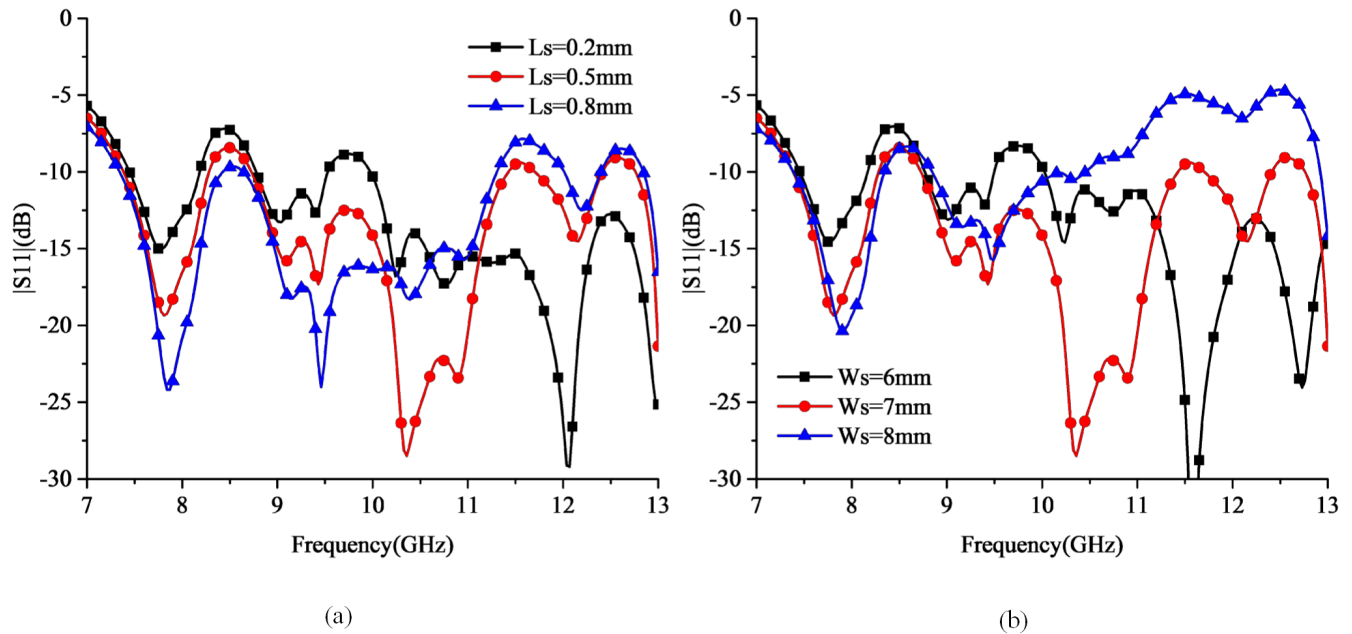 0
-5
-10
-15
-20
-25
-30
|S11|(dB)
Ls=0.2mm
Ls=0.5mm
Ls=0.8mm
7 8 9 10 11 12 13
Frequency(GHz)
(a)
0
-5
-10
-15
-20
-25
-30
|S11|(dB)
Ws=6mm
Ws=7mm
Ws=8mm
7 8 9 10 11 12 13
Frequency(GHz)
(b)